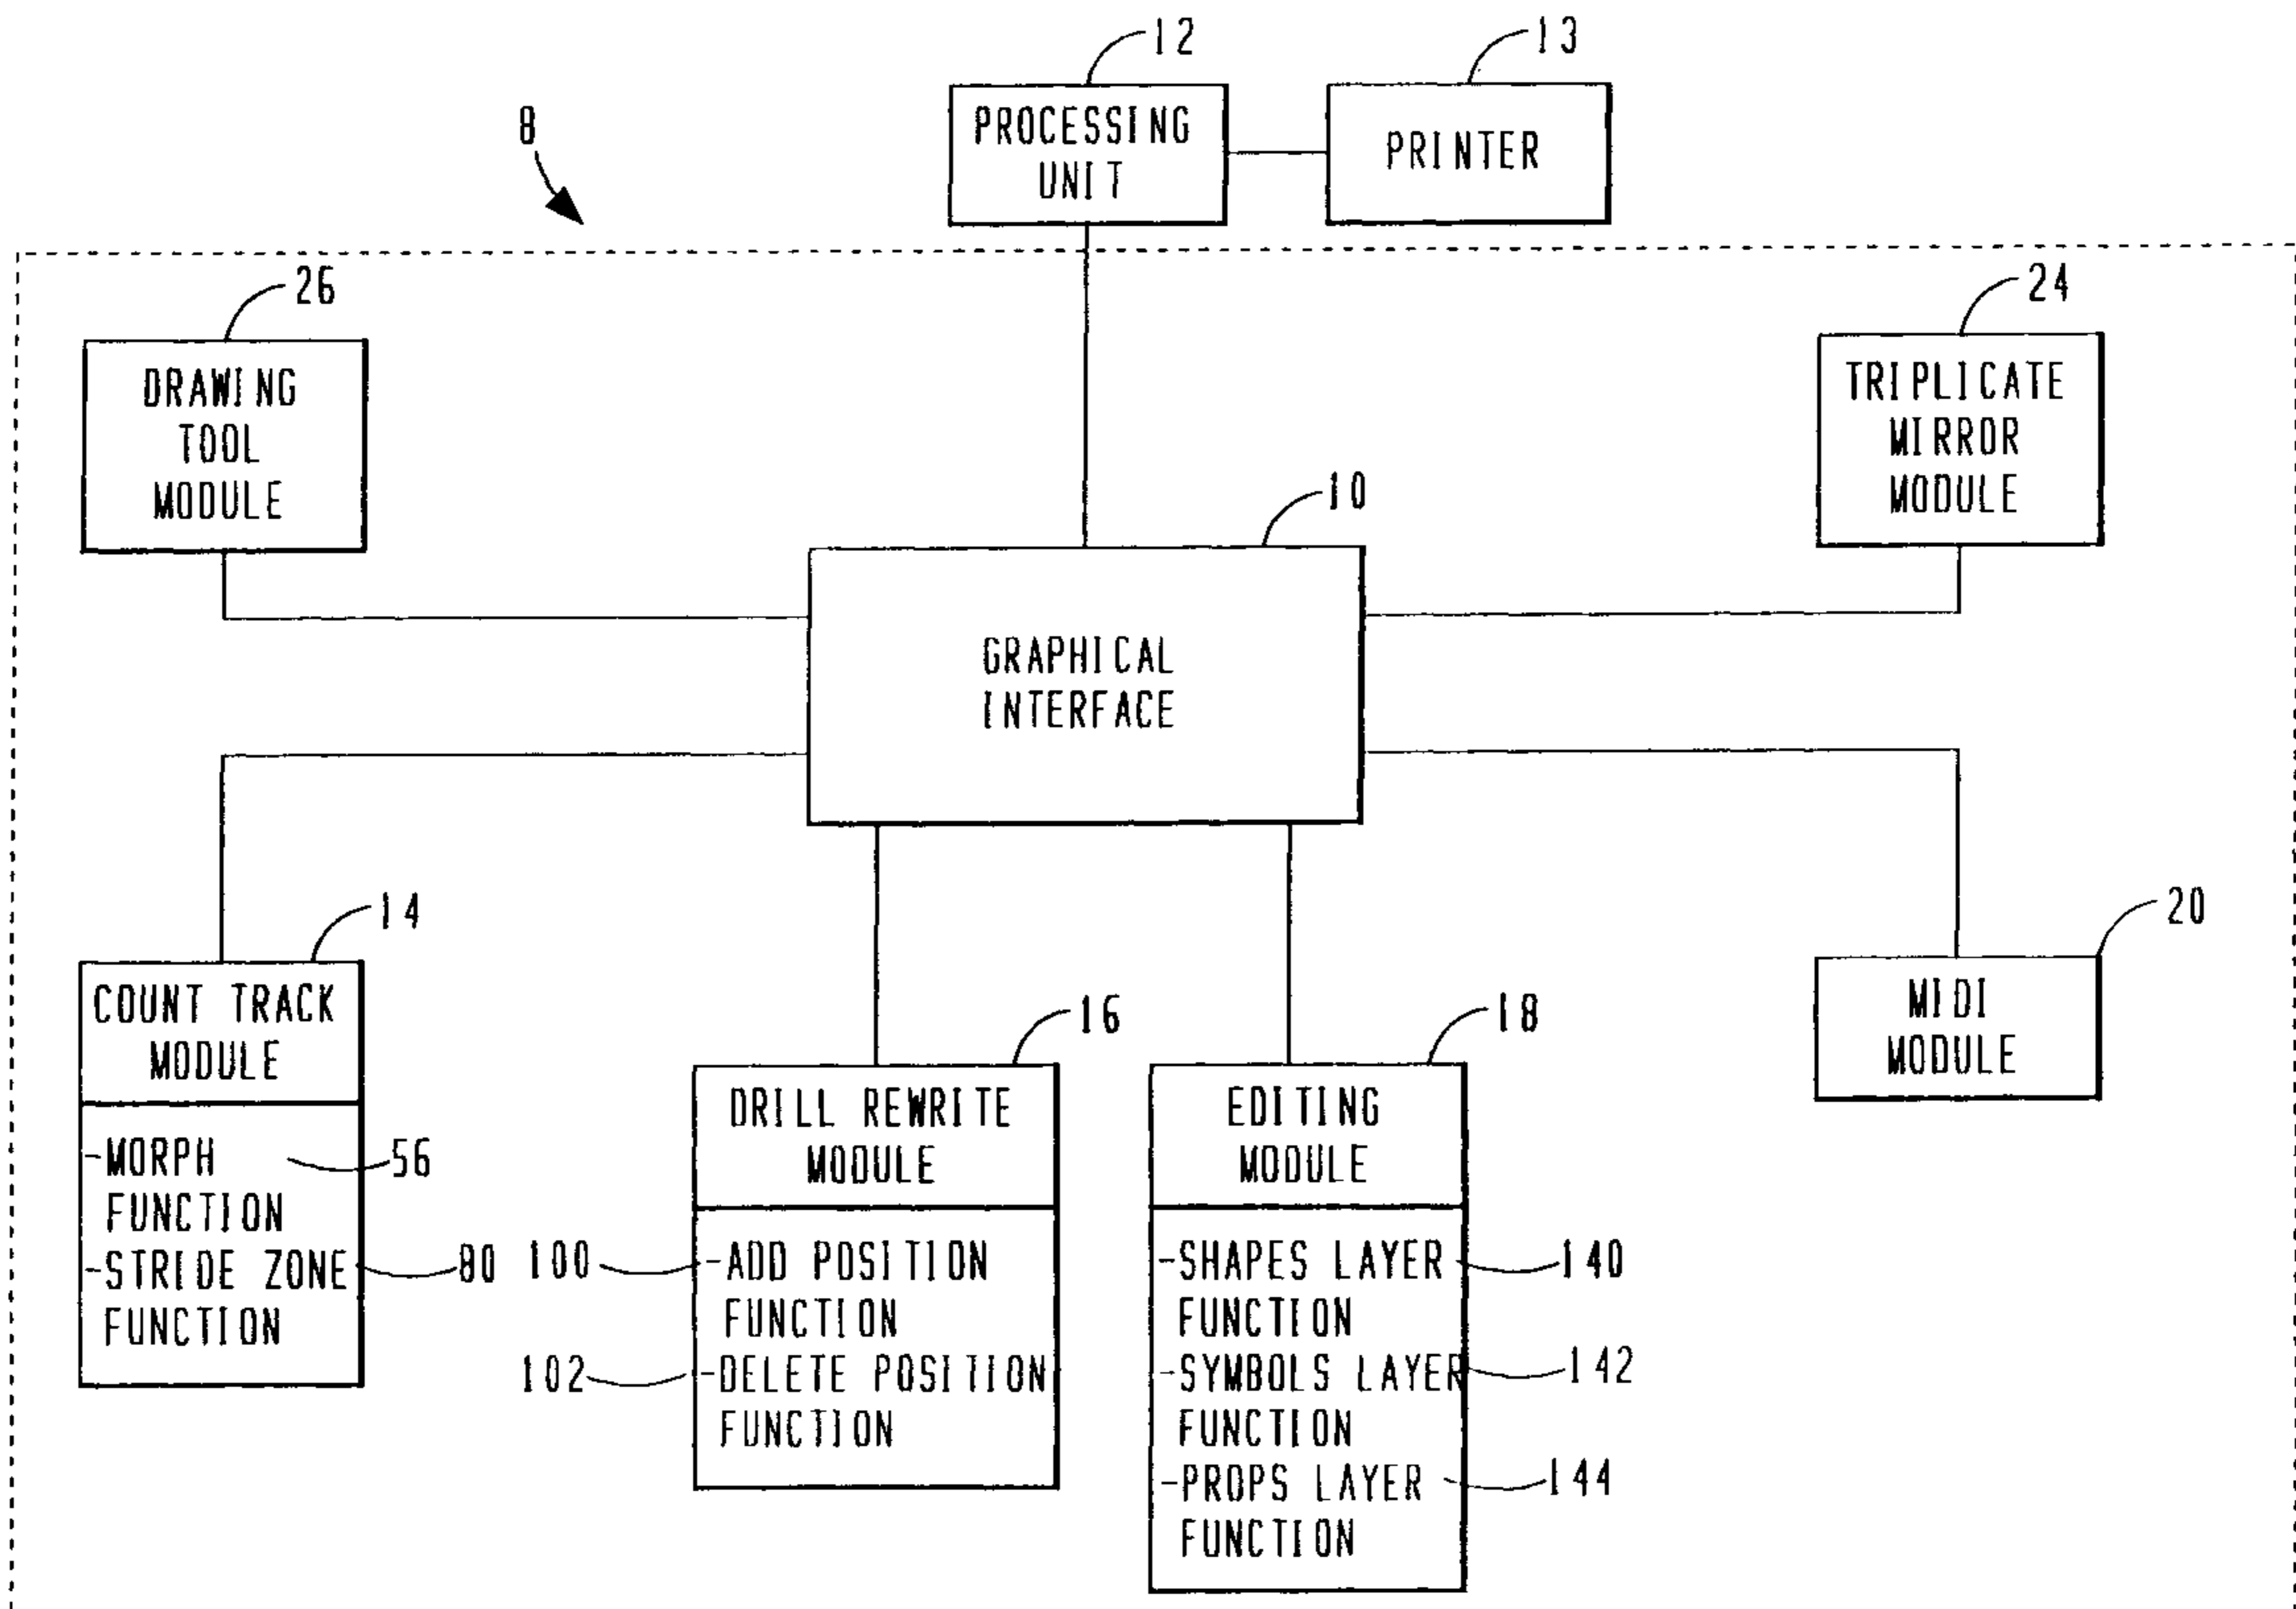 12
13
8
PROCESSING
UNIT
PRINTER
26
24
DRAWING
TOOL
MODULE
TRIPLICATE
MIRROR
MODULE
10
GRAPHICAL
INTERFACE
14
20
COUNT TRACK
MODULE
16
18
MIDI
MODULE
DRILL REWRITE
MODULE
EDITING
MODULE
-MORPH
FUNCTION
56
-STRIDE ZONE
FUNCTION
80
100
-ADD POSITION
FUNCTION
102
-DELETE POSITION
FUNCTION
-SHAPES LAYER
FUNCTION
140
-SYMBOLS LAYER
FUNCTION
142
-PROPS LAYER
FUNCTION
144